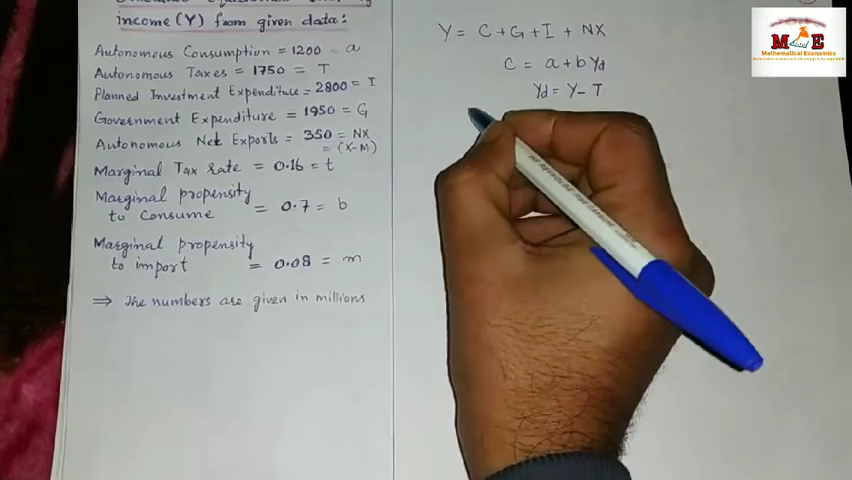 income (Y) from given data:
Autonomous Consumption = 1200 = a
Autonomous Taxes = 1750 = T
Planned Investment Expenditure = 2800 = I
Government Expenditure = 1950 = G
Autonomous Net Exports = 350 = NX
= (X-M)
Marginal Tax rate = 0.16 = t
Marginal propensity
to consume = 0.7 = b
Marginal propensity
to import = 0.08 = m
⇒ The numbers are given in millions
Y = C + G + I + NX
C = a + b Yd
Yd = Y - T
M E
Mathematical Economics